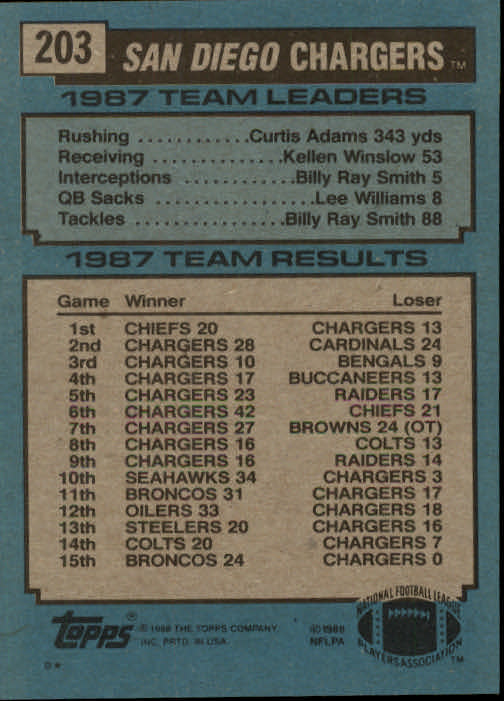 203 SAN DIEGO CHARGERS TM
1987 TEAM LEADERS
Rushing ............Curtis Adams 343 yds
Receiving ..............Kellen Winslow 53
Interceptions ............Billy Ray Smith 5
QB Sacks .................Lee Williams 8
Tackles .................Billy Ray Smith 88
1987 TEAM RESULTS
Game Winner Loser
1st CHIEFS 20 CHARGERS 13
2nd CHARGERS 28 CARDINALS 24
3rd CHARGERS 10 BENGALS 9
4th CHARGERS 17 BUCCANEERS 13
5th CHARGERS 23 RAIDERS 17
6th CHARGERS 42 CHIEFS 21
7th CHARGERS 27 BROWNS 24 (OT)
8th CHARGERS 16 COLTS 13
9th CHARGERS 16 RAIDERS 14
10th SEAHAWKS 34 CHARGERS 3
11th BRONCOS 31 CHARGERS 17
12th OILERS 33 CHARGERS 18
13th STEELERS 20 CHARGERS 16
14th COLTS 20 CHARGERS 7
15th BRONCOS 24 CHARGERS 0
topps ® © 1988 THE TOPPS COMPANY,
INC. PRTD. IN U.S.A.
© 1988
NFLPA
NATIONAL FOOTBALL LEAGUE
PLAYERS ASSOCIATION TM